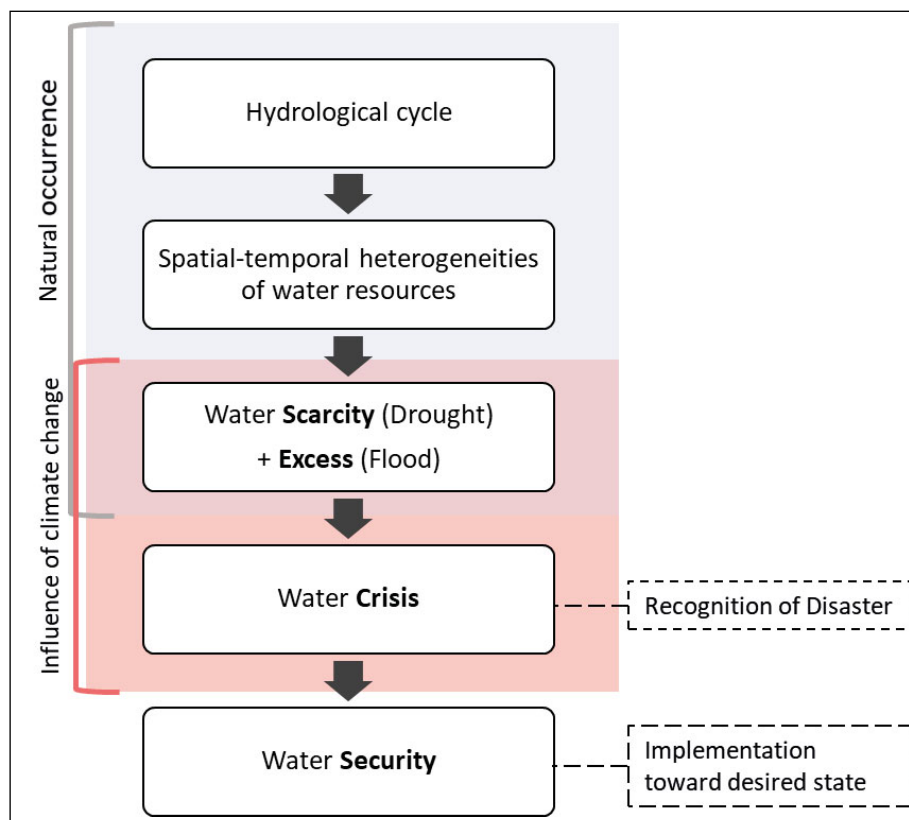 Natural occurrence
Influence of climate change
Hydrological cycle
Spatial-temporal heterogeneities
of water resources
Water Scarcity (Drought)
+ Excess (Flood)
Water Crisis
Recognition of Disaster
Water Security
Implementation
toward desired state